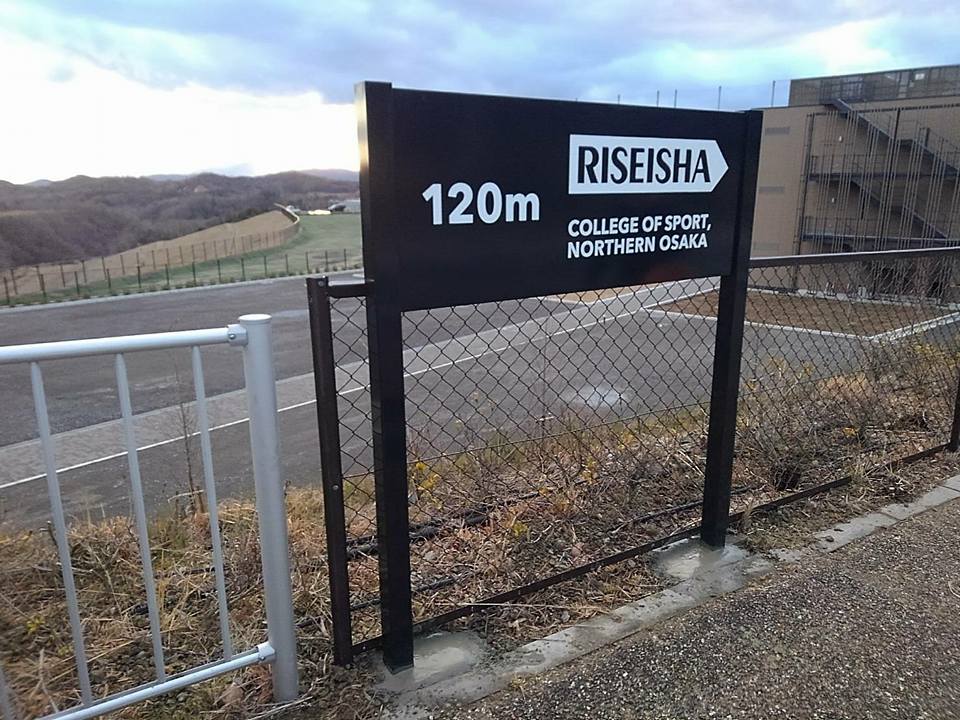 120m
RISEISHA
COLLEGE OF SPORT,
NORTHERN OSAKA